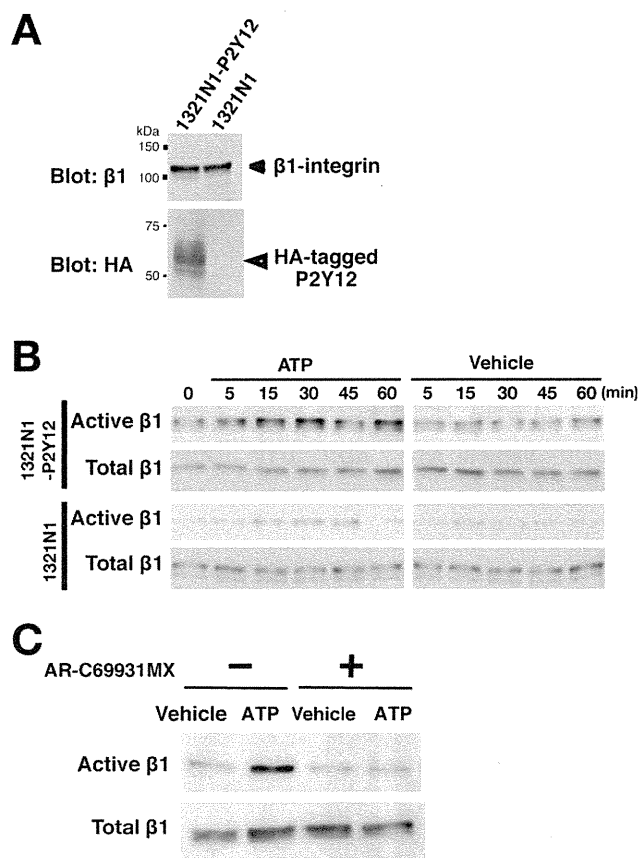 A
1321N1-P2Y12
1321N1
kDa
150
100
Blot: β1
β1-integrin
75
50
Blot: HA
HA-tagged
P2Y12
B
ATP Vehicle
0 5 15 30 45 60 5 15 30 45 60 (min)
1321N1
-P2Y12
Active β1
Total β1
1321N1
Active β1
Total β1
C
AR-C69931MX − +
Vehicle ATP Vehicle ATP
Active β1
Total β1